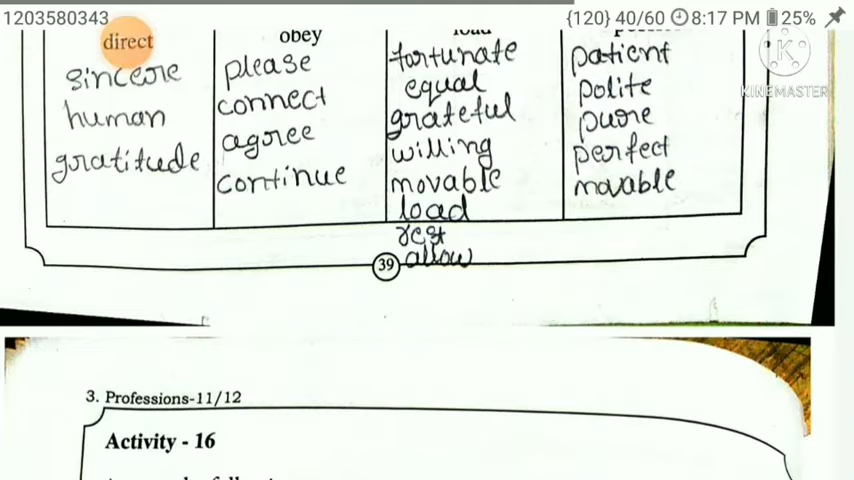 1203580343 {120} 40/60 8:17 PM 25%
direct obey load
sincere please fortunate patient
human connect equal polite
gratitude agree grateful pure
continue willing perfect
movable movable
load
rest
allow
39
K
KINEMASTER
3. Professions-11/12
Activity - 16